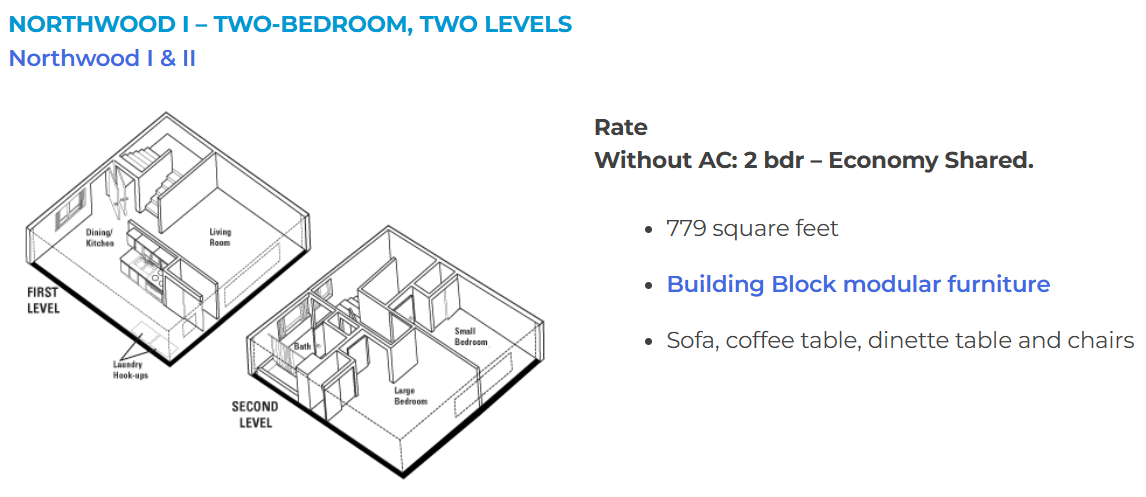 NORTHWOOD I – TWO-BEDROOM, TWO LEVELS
Northwood I & II
Dining/
Kitchen
Living
Room
FIRST
LEVEL
Laundry
Hook-ups
Bath
Small
Bedroom
Large
Bedroom
SECOND
LEVEL
Rate
Without AC: 2 bdr – Economy Shared.
• 779 square feet
• Building Block modular furniture
• Sofa, coffee table, dinette table and chairs